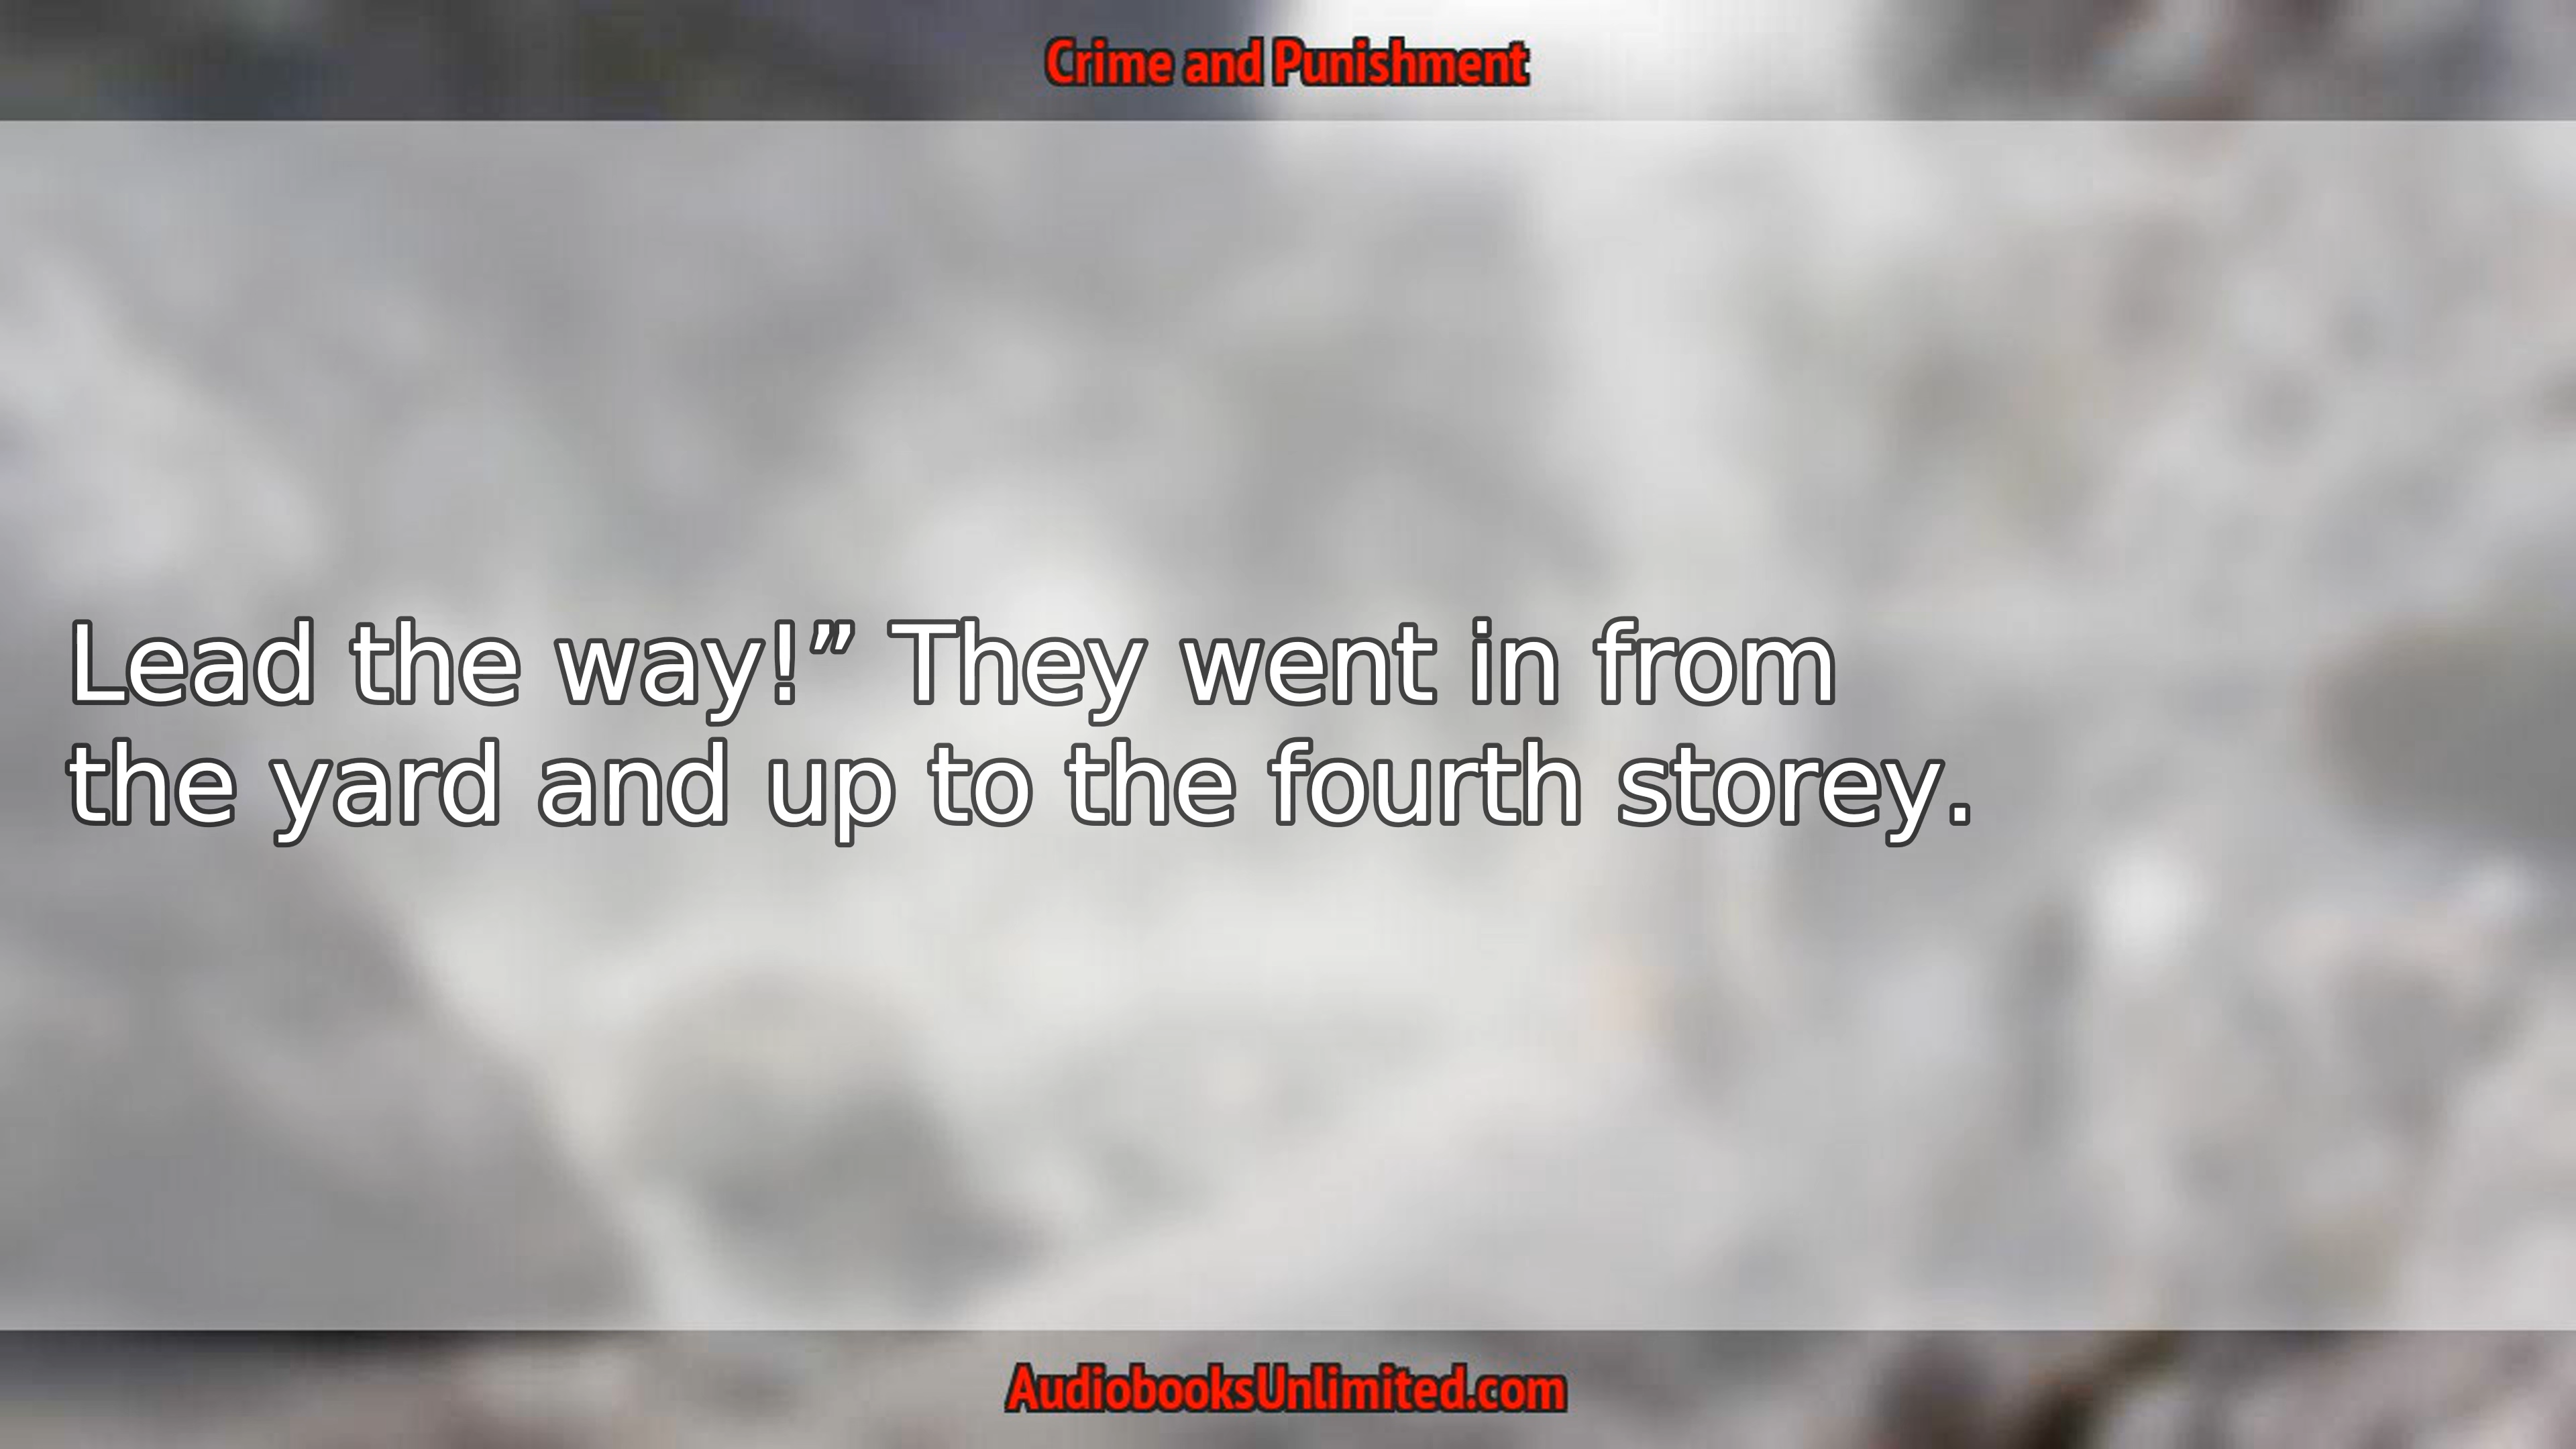 Crime and Punishment
Lead the way!” They went in from
the yard and up to the fourth storey.
AudiobooksUnlimited.com